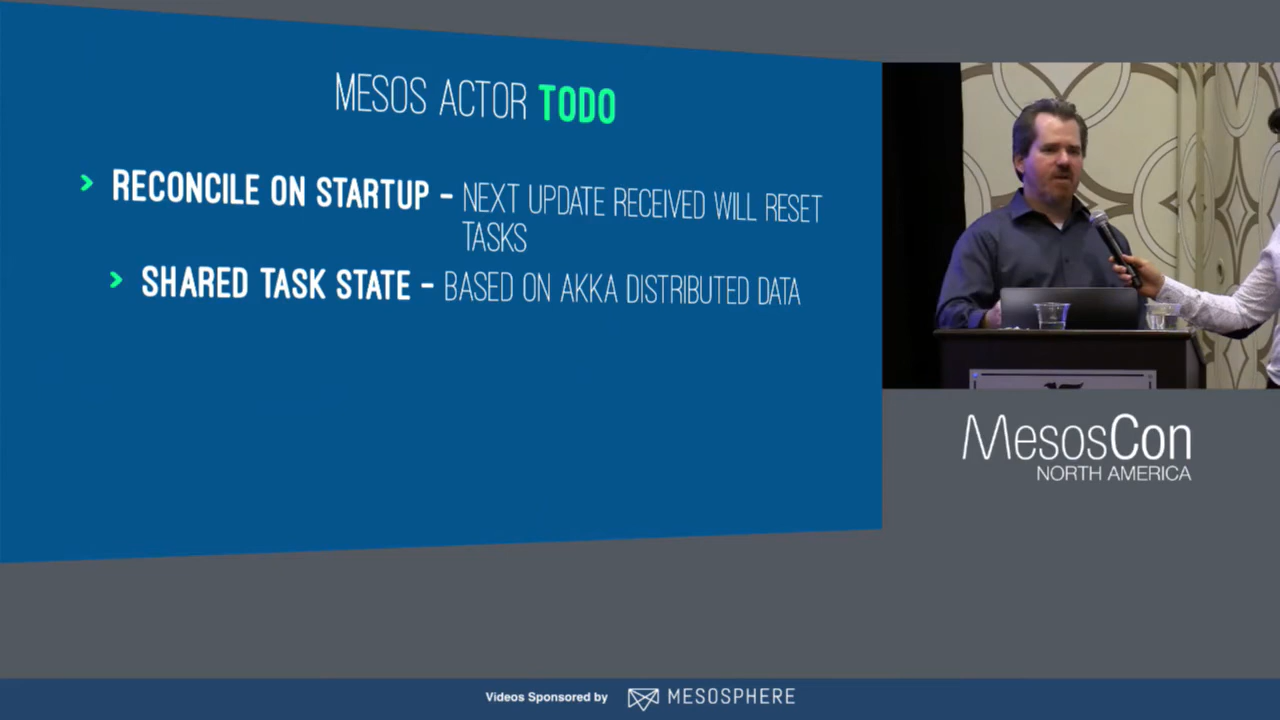 MESOS ACTOR TODO
> RECONCILE ON STARTUP – NEXT UPDATE RECEIVED WILL RESET
TASKS
> SHARED TASK STATE – BASED ON AKKA DISTRIBUTED DATA
MesosCon
NORTH AMERICA
Videos Sponsored by MESOSPHERE